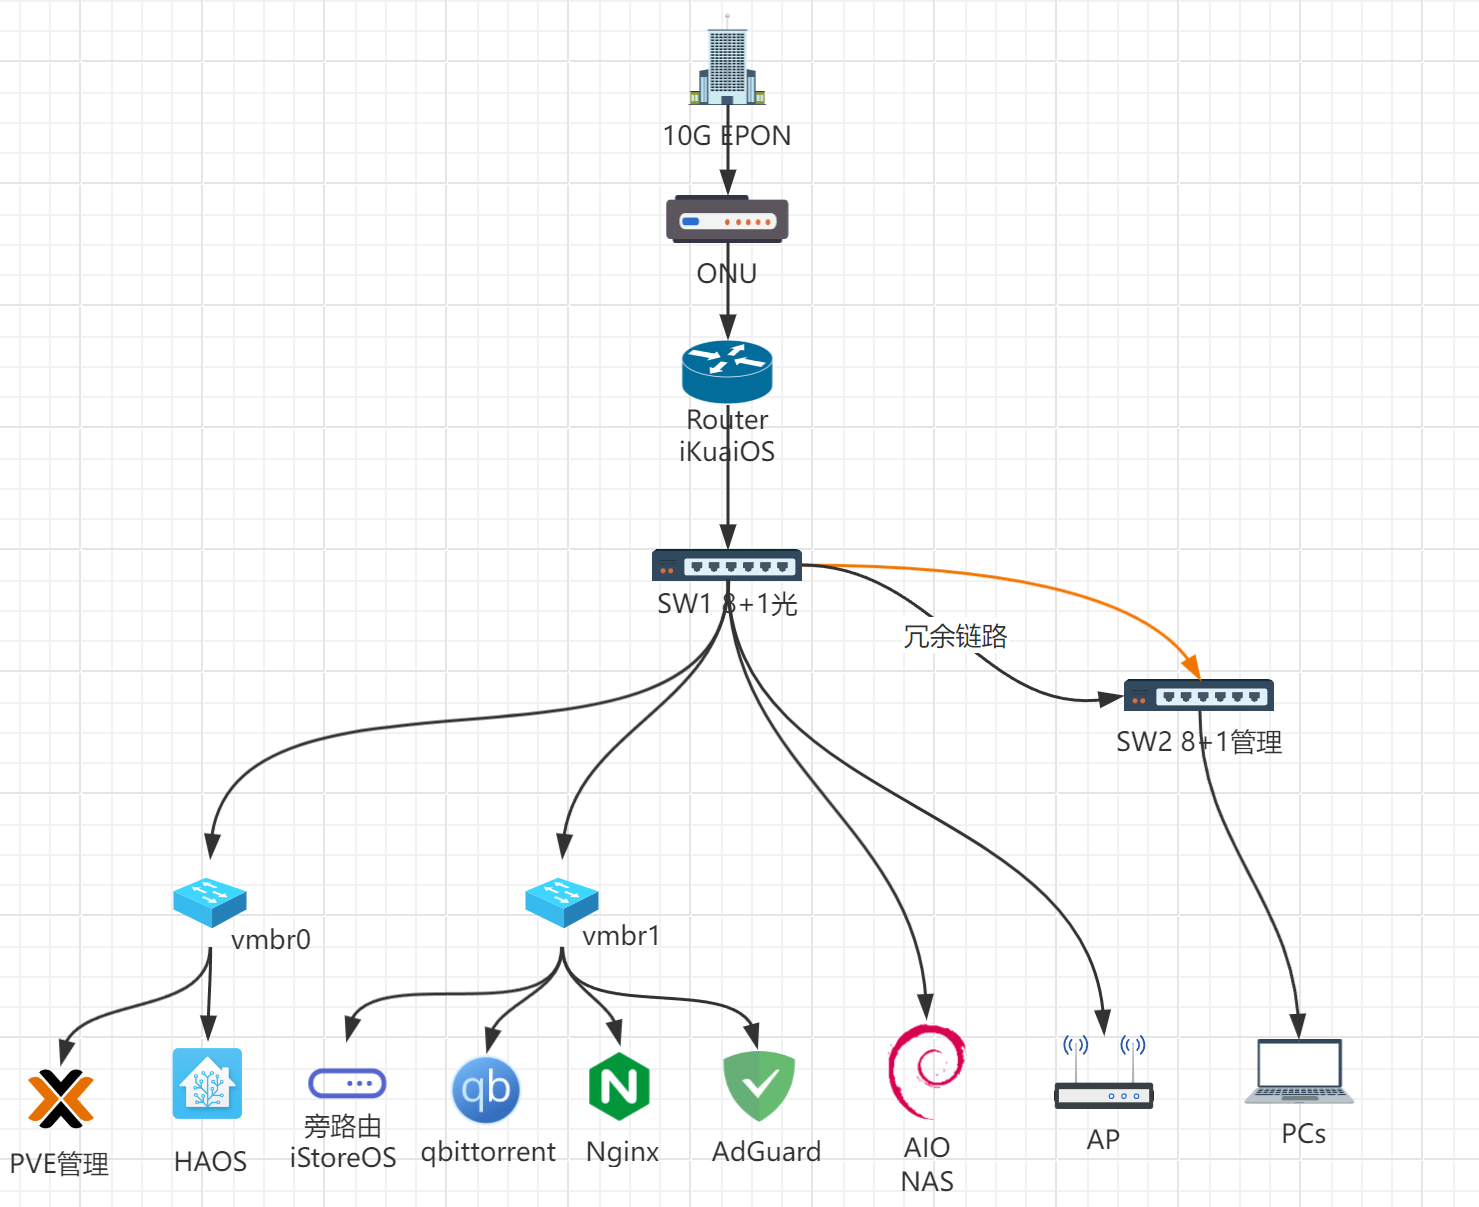 10G EPON
ONU
Router
iKuaiOS
SW1 8+1光
冗余链路
SW2 8+1管理
vmbr0
vmbr1
PVE管理
HAOS
旁路由
iStoreOS
qb
qbittorrent
N
Nginx
AdGuard
AIO
NAS
AP
PCs